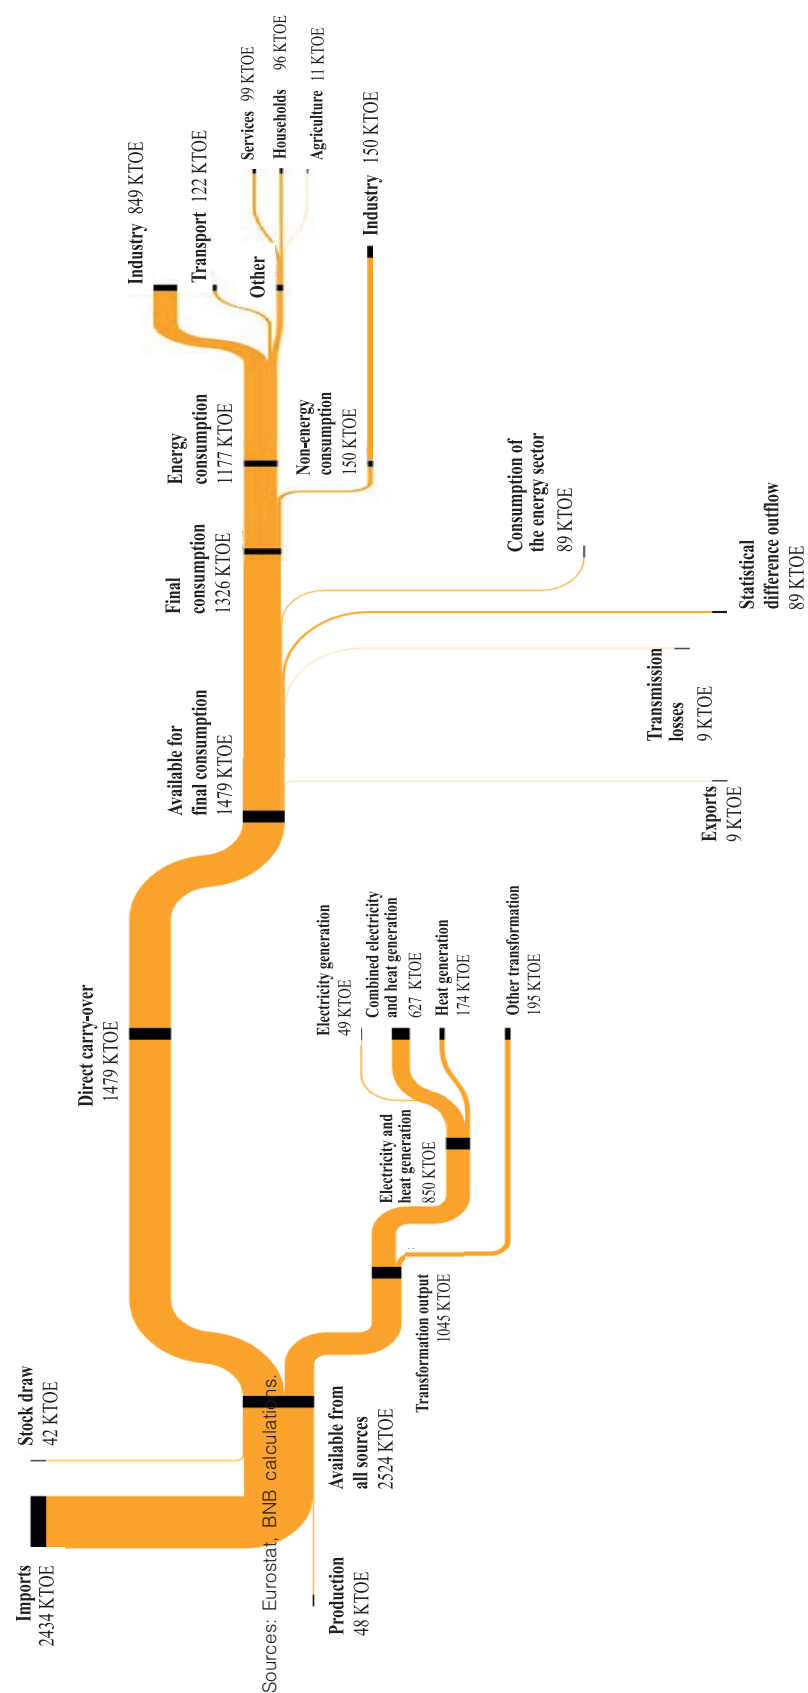 Imports
2434 KTOE
Stock draw
42 KTOE
Production
48 KTOE
Available from
all sources
2524 KTOE
Direct carry-over
1479 KTOE
Transformation output
1045 KTOE
Electricity and
heat generation
850 KTOE
Electricity generation
49 KTOE
Combined electricity
and heat generation
627 KTOE
Heat generation
174 KTOE
Other transformation
195 KTOE
Available for
final consumption
1479 KTOE
Exports
9 KTOE
Transmission
losses
9 KTOE
Statistical
difference outflow
89 KTOE
Consumption of
the energy sector
89 KTOE
Final
consumption
1326 KTOE
Energy
consumption
1177 KTOE
Non-energy
consumption
150 KTOE
Industry 849 KTOE
Transport 122 KTOE
Other
Services 99 KTOE
Households 96 KTOE
Agriculture 11 KTOE
Industry 150 KTOE
Sources: Eurostat, BNB calculations.